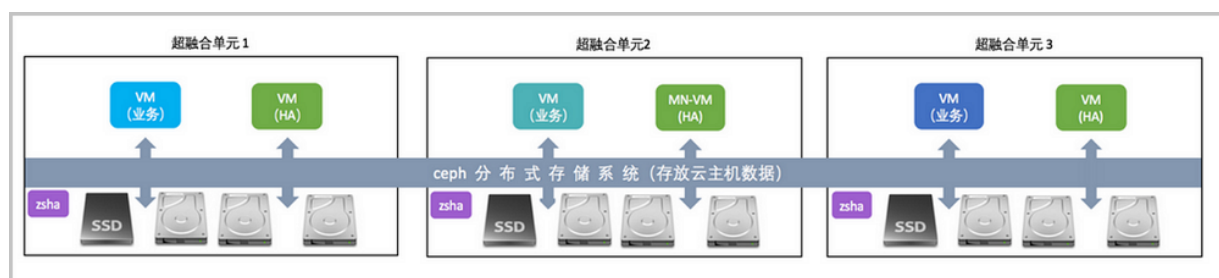 超融合单元 1
超融合单元2
超融合单元 3
VM
(业务)
VM
(HA)
VM
(业务)
MN-VM
(HA)
VM
(业务)
VM
(HA)
ceph 分 布 式 存 储 系 统（存放云主机数据）
zsha
SSD
zsha
SSD
zsha
SSD